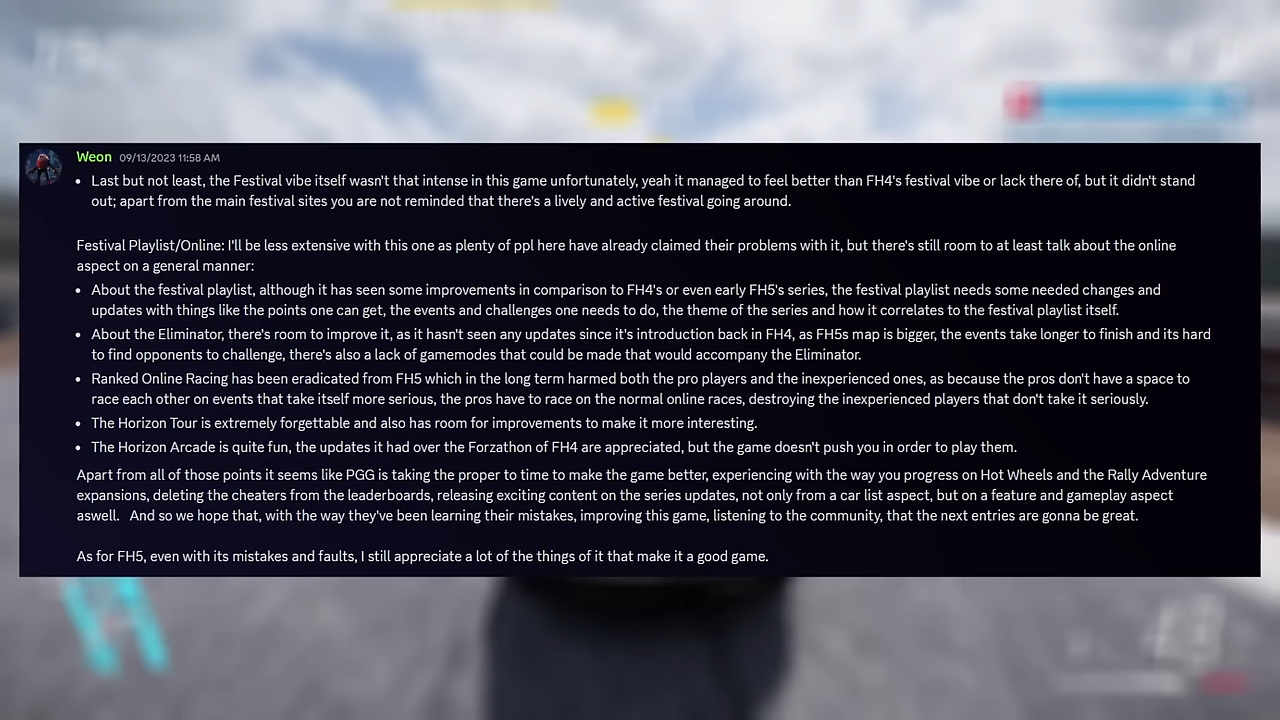 Weon 09/13/2023 11:58 AM
• Last but not least, the Festival vibe itself wasn't that intense in this game unfortunately, yeah it managed to feel better than FH4's festival vibe or lack there of, but it didn't stand
out; apart from the main festival sites you are not reminded that there's a lively and active festival going around.
Festival Playlist/Online: I'll be less extensive with this one as plenty of ppl here have already claimed their problems with it, but there's still room to at least talk about the online
aspect on a general manner:
• About the festival playlist, although it has seen some improvements in comparison to FH4's or even early FH5's series, the festival playlist needs some needed changes and
updates with things like the points one can get, the events and challenges one needs to do, the theme of the series and how it correlates to the festival playlist itself.
• About the Eliminator, there's room to improve it, as it hasn't seen any updates since it's introduction back in FH4, as FH5s map is bigger, the events take longer to finish and its hard
to find opponents to challenge, there's also a lack of gamemodes that could be made that would accompany the Eliminator.
• Ranked Online Racing has been eradicated from FH5 which in the long term harmed both the pro players and the inexperienced ones, as because the pros don't have a space to
race each other on events that take itself more serious, the pros have to race on the normal online races, destroying the inexperienced players that don't take it seriously.
• The Horizon Tour is extremely forgettable and also has room for improvements to make it more interesting.
• The Horizon Arcade is quite fun, the updates it had over the Forzathon of FH4 are appreciated, but the game doesn't push you in order to play them.
Apart from all of those points it seems like PGG is taking the proper to time to make the game better, experiencing with the way you progress on Hot Wheels and the Rally Adventure
expansions, deleting the cheaters from the leaderboards, releasing exciting content on the series updates, not only from a car list aspect, but on a feature and gameplay aspect
aswell. And so we hope that, with the way they've been learning their mistakes, improving this game, listening to the community, that the next entries are gonna be great.
As for FH5, even with its mistakes and faults, I still appreciate a lot of the things of it that make it a good game.